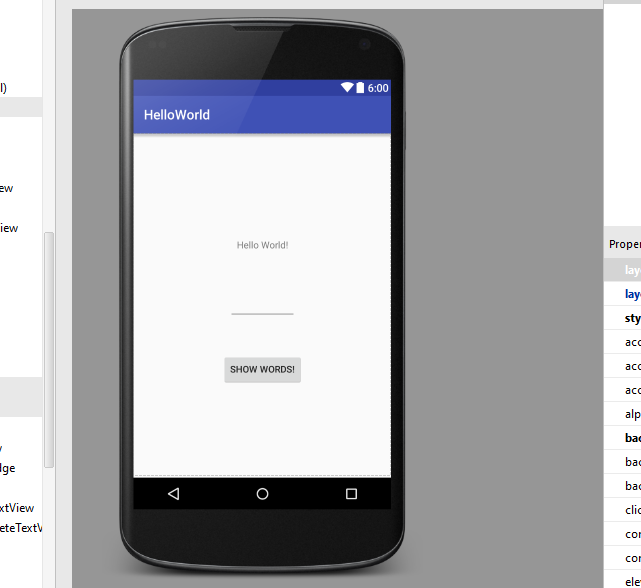 l)
ew
iew
dge
xtView
eteTextV
6:00
HelloWorld
Hello World!
SHOW WORDS!
Proper
lay
lay
sty
acc
acc
acc
alp
bac
bac
bac
clic
con
con
ele